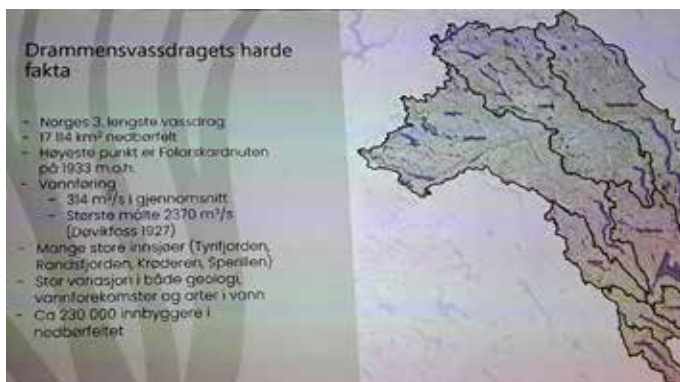 Drammensvassdragets harde
fakta
- Norges 3. lengste vassdrag
- 17 114 km² nedbørfelt
- Høyeste punkt er Folarskardnuten
på 1933 m.o.h.
- Vannføring
- 314 m³/s i gjennomsnitt
- Største målte 2370 m³/s
(Døvikfoss 1927)
- Mange store innsjøer (Tyrifjorden,
Randsfjorden, Krøderen, Sperillen)
- Stor variasjon i både geologi,
vannforekomster og arter i vann
- Ca 230 000 innbyggere i
nedbørfeltet